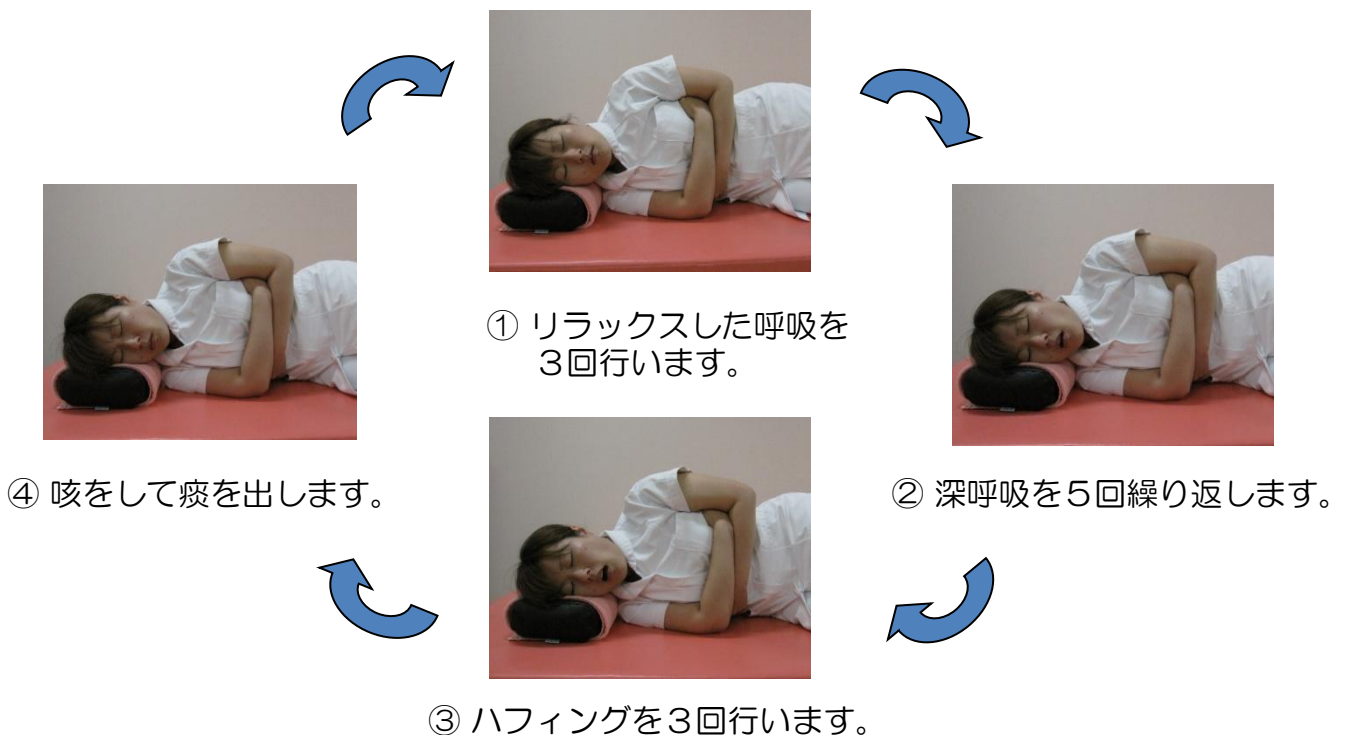 ① リラックスした呼吸を
３回行います。
② 深呼吸を５回繰り返します。
③ ハフィングを３回行います。
④ 咳をして痰を出します。